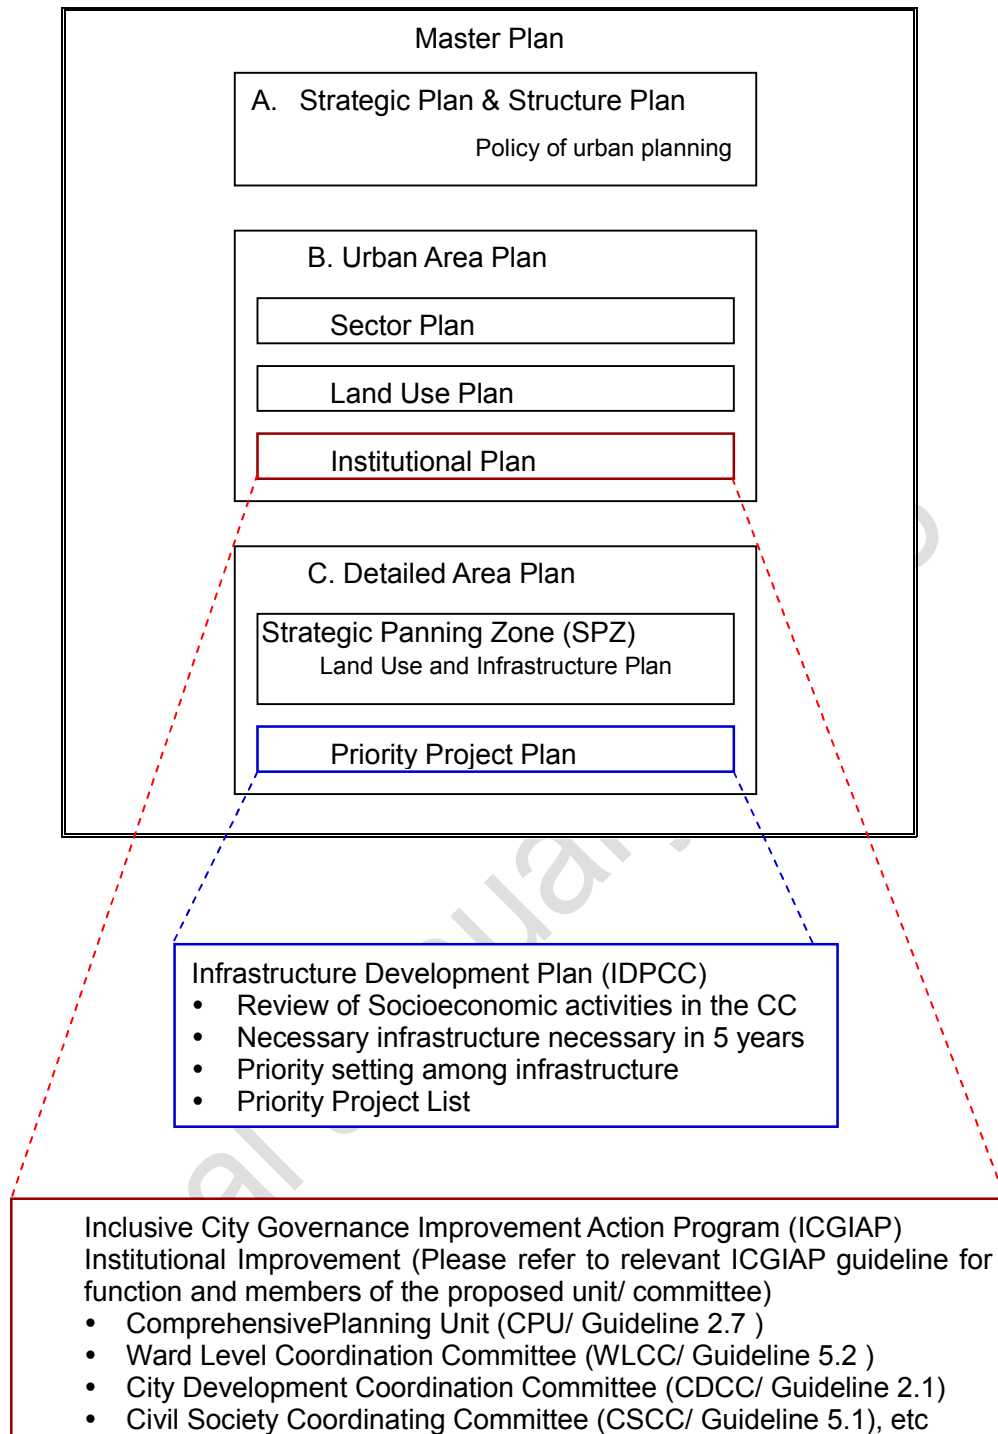 Master Plan
A. Strategic Plan & Structure Plan
Policy of urban planning
B. Urban Area Plan
Sector Plan
Land Use Plan
Institutional Plan
C. Detailed Area Plan
Strategic Panning Zone (SPZ)
Land Use and Infrastructure Plan
Priority Project Plan
Infrastructure Development Plan (IDPCC)
• Review of Socioeconomic activities in the CC
• Necessary infrastructure necessary in 5 years
• Priority setting among infrastructure
• Priority Project List
Inclusive City Governance Improvement Action Program (ICGIAP)
Institutional Improvement (Please refer to relevant ICGIAP guideline for
function and members of the proposed unit/ committee)
• ComprehensivePlanning Unit (CPU/ Guideline 2.7 )
• Ward Level Coordination Committee (WLCC/ Guideline 5.2 )
• City Development Coordination Committee (CDCC/ Guideline 2.1)
• Civil Society Coordinating Committee (CSCC/ Guideline 5.1), etc